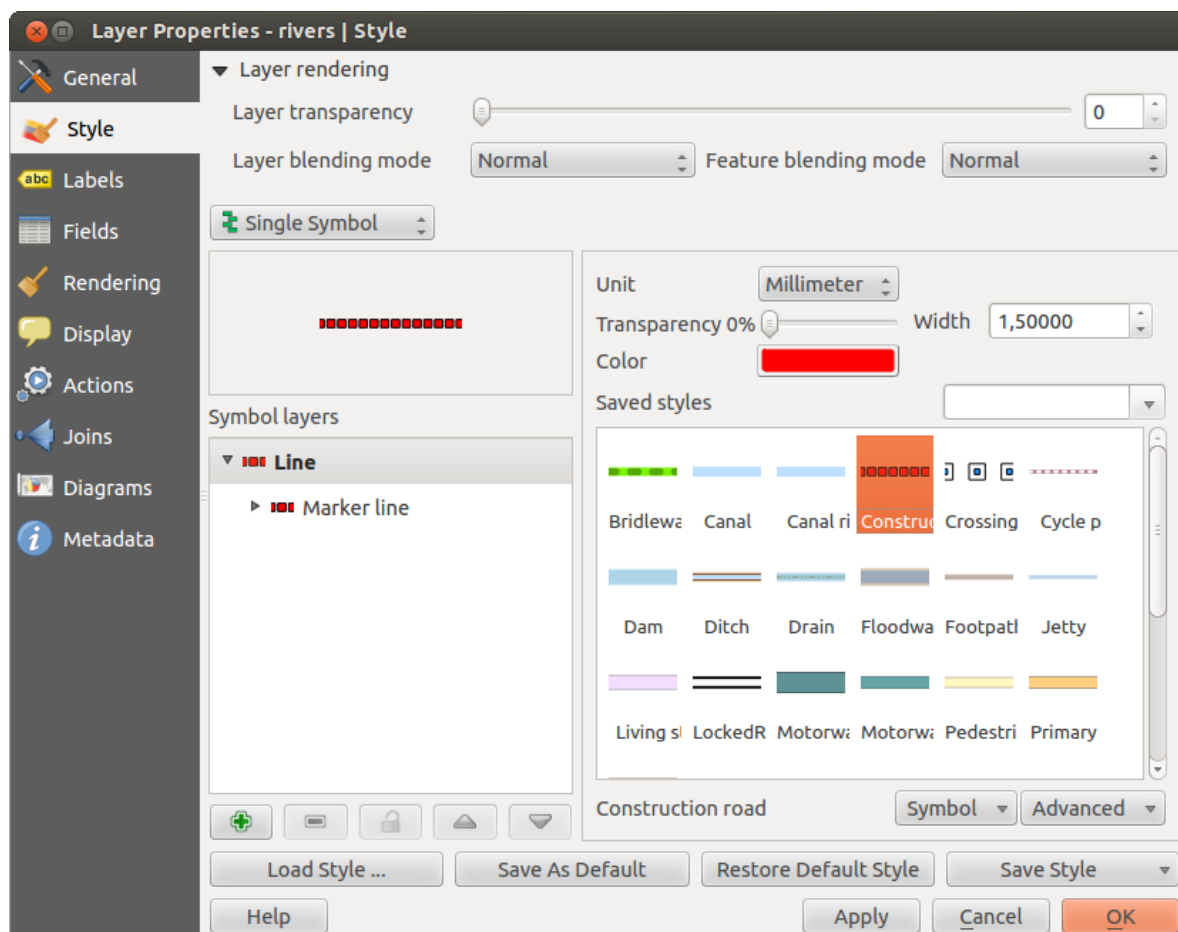 Layer Properties - rivers | Style
General
Style
abc Labels
Fields
Rendering
Display
Actions
Joins
Diagrams
i Metadata
Layer rendering
Layer transparency 0
Layer blending mode Normal Feature blending mode Normal
Single Symbol
Unit Millimeter
Transparency 0% Width 1,50000
Color
Saved styles
Symbol layers
Line
Marker line
Bridlewa Canal Canal ri Construc Crossing Cycle p
Dam Ditch Drain Floodwa Footpath Jetty
Living st LockedR Motorwa Motorwa Pedestri Primary
Construction road Symbol Advanced
Load Style ... Save As Default Restore Default Style Save Style
Help Apply Cancel OK